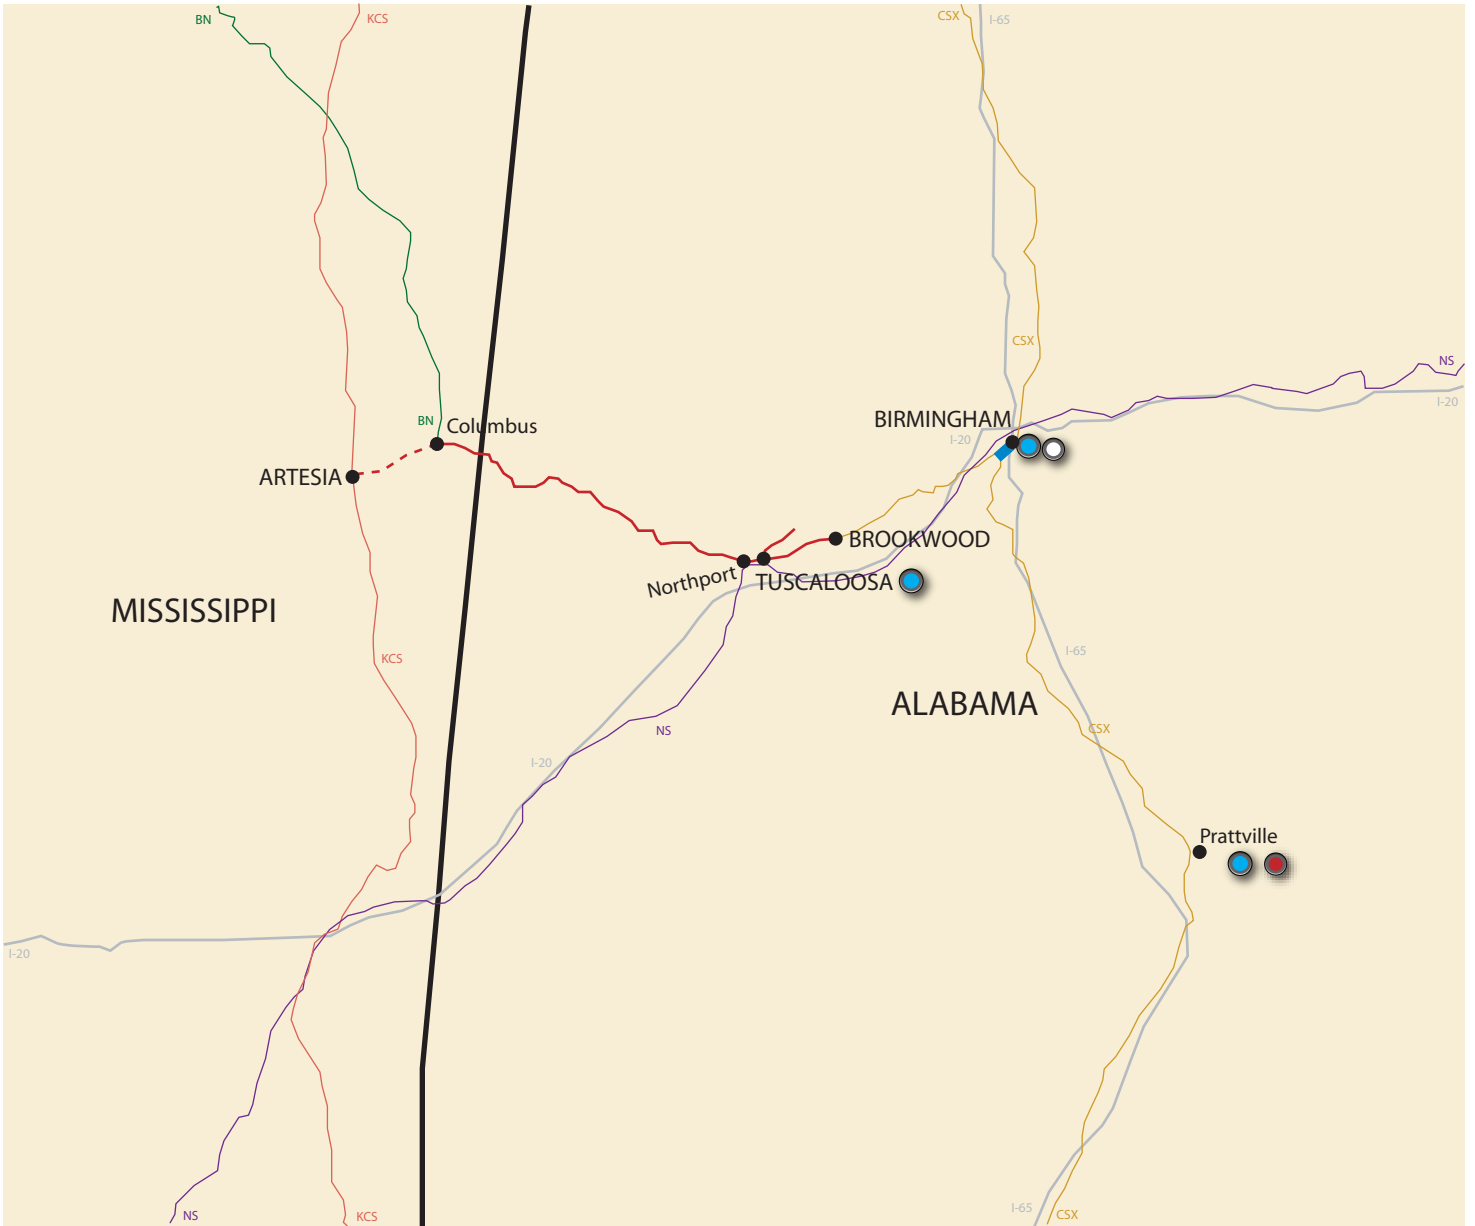 BN
KCS
CSX
I-65
CSX
NS
I-20
BN
Columbus
BIRMINGHAM
I-20
ARTESIA
BROOKWOOD
Northport
TUSCALOOSA
MISSISSIPPI
KCS
I-65
ALABAMA
NS
CSX
I-20
Prattville
I-20
NS
KCS
I-65
CSX